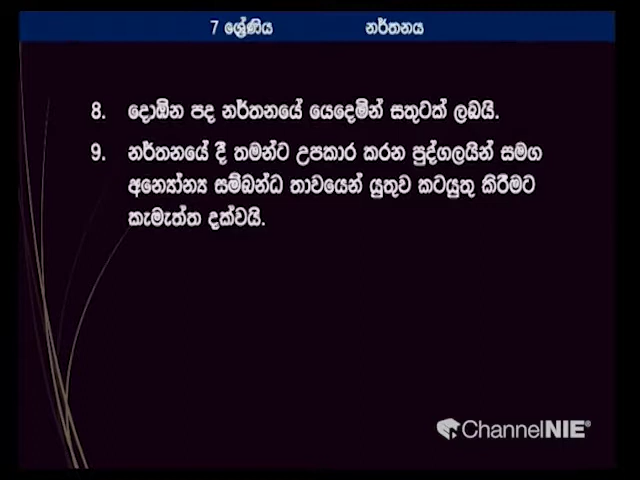 7 ශ්‍රේණිය නර්තනය
8. දොඹින පද නර්තනයේ යෙදෙමින් සතුටක් ලබයි.
9. නර්තනයේ දී තමන්ට උපකාර කරන පුද්ගලයින් සමග
අන්‍යෝන්‍ය සම්බන්ධ තාවයෙන් යුතුව කටයුතු කිරීමට
කැමැත්ත දක්වයි.
ChannelNIE®